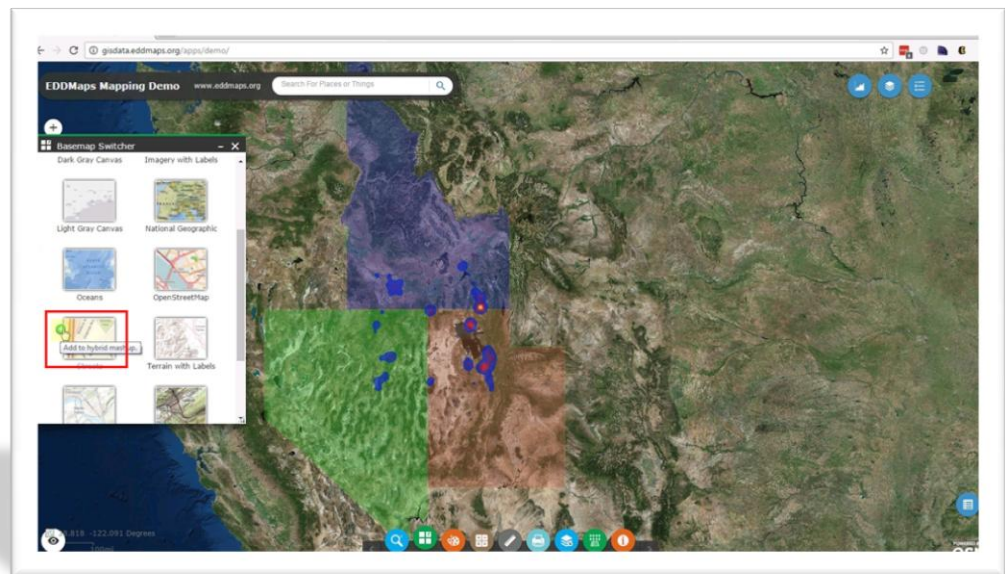 gisdata.eddmaps.org/apps/demo/
EDDMaps Mapping Demo www.eddmaps.org Search For Places or Things
Basemap Switcher
Dark Gray Canvas Imagery with Labels
Light Gray Canvas National Geographic
Oceans OpenStreetMap
Add to hybrid mashup.
Terrain with Labels
-122.091 Degrees